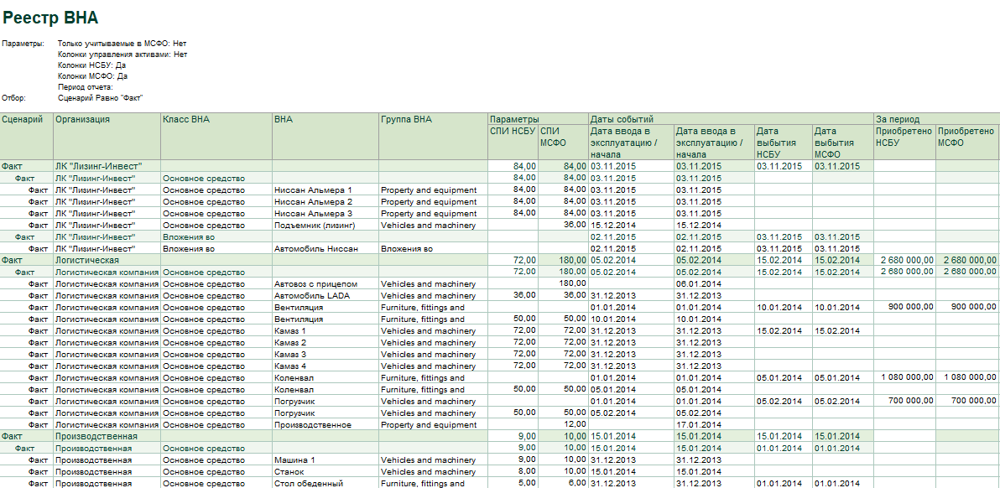 Реестр ВНА
Параметры: Только учитываемые в МСФО: Нет
Колонки управления активами: Нет
Колонки НСБУ: Да
Колонки МСФО: Да
Период отчета:
Отбор: Сценарий Равно "Факт"
Сценарий Организация Класс ВНА ВНА Группа ВНА Параметры Даты событий За период
СПИ НСБУ СПИ Дата ввода в Дата ввода в Дата Дата Приобретено Приобретено
МСФО эксплуатацию / эксплуатацию / выбытия выбытия НСБУ МСФО
начала начала НСБУ МСФО
Факт ЛК "Лизинг-Инвест" 84,00 84,00 03.11.2015 03.11.2015 03.11.2015 03.11.2015
Факт ЛК "Лизинг-Инвест" Основное средство 84,00 84,00 03.11.2015 03.11.2015
Факт ЛК "Лизинг-Инвест" Основное средство Ниссан Альмера 1 Property and equipment 84,00 84,00 03.11.2015 03.11.2015
Факт ЛК "Лизинг-Инвест" Основное средство Ниссан Альмера 2 Property and equipment 84,00 84,00 03.11.2015 03.11.2015
Факт ЛК "Лизинг-Инвест" Основное средство Ниссан Альмера 3 Property and equipment 84,00 84,00 03.11.2015 03.11.2015
Факт ЛК "Лизинг-Инвест" Основное средство Подъемник (лизинг) Vehicles and machinery 36,00 15.12.2014 15.12.2014
Факт ЛК "Лизинг-Инвест" Вложения во 02.11.2015 02.11.2015 03.11.2015 03.11.2015
Факт ЛК "Лизинг-Инвест" Вложения во Автомобиль Ниссан Вложения во 02.11.2015 02.11.2015 03.11.2015 03.11.2015
Факт Логистическая 72,00 180,00 05.02.2014 05.02.2014 15.02.2014 15.02.2014 2 680 000,00 2 680 000,00
Факт Логистическая компания Основное средство 72,00 180,00 05.02.2014 05.02.2014 15.02.2014 15.02.2014 2 680 000,00 2 680 000,00
Факт Логистическая компания Основное средство Автовоз с прицепом Vehicles and machinery 180,00 06.01.2014
Факт Логистическая компания Основное средство Автомобиль LADA Vehicles and machinery 36,00 36,00 31.12.2013 31.12.2013
Факт Логистическая компания Основное средство Вентиляция Furniture, fittings and 01.01.2014 01.01.2014 10.01.2014 10.01.2014 900 000,00 900 000,00
Факт Логистическая компания Основное средство Вентиляция Furniture, fittings and 50,00 50,00 10.01.2014 10.01.2014
Факт Логистическая компания Основное средство Камаз 1 Vehicles and machinery 72,00 72,00 31.12.2013 31.12.2013 15.02.2014 15.02.2014
Факт Логистическая компания Основное средство Камаз 2 Vehicles and machinery 72,00 72,00 31.12.2013 31.12.2013
Факт Логистическая компания Основное средство Камаз 3 Vehicles and machinery 72,00 72,00 31.12.2013 31.12.2013
Факт Логистическая компания Основное средство Камаз 4 Vehicles and machinery 72,00 72,00 31.12.2013 31.12.2013
Факт Логистическая компания Основное средство Коленвал Furniture, fittings and 01.01.2014 01.01.2014 05.01.2014 05.01.2014 1 080 000,00 1 080 000,00
Факт Логистическая компания Основное средство Коленвал Furniture, fittings and 50,00 50,00 05.01.2014 05.01.2014
Факт Логистическая компания Основное средство Погрузчик Vehicles and machinery 01.01.2014 01.01.2014 05.02.2014 05.02.2014 700 000,00 700 000,00
Факт Логистическая компания Основное средство Погрузчик Vehicles and machinery 50,00 50,00 05.02.2014 05.02.2014
Факт Логистическая компания Основное средство Производственное Property and equipment 12,00 17.01.2014
Факт Производственная 9,00 10,00 15.01.2014 15.01.2014 15.01.2014 15.01.2014
Факт Производственная Основное средство 9,00 10,00 15.01.2014 15.01.2014 01.01.2014 01.01.2014
Факт Производственная Основное средство Машина 1 Vehicles and machinery 9,00 10,00 31.12.2013 31.12.2013
Факт Производственная Основное средство Станок Vehicles and machinery 8,00 10,00 15.01.2014 15.01.2014
Факт Производственная Основное средство Стол обеденный Furniture, fittings and 5,00 6,00 31.12.2013 31.12.2013 01.01.2014 01.01.2014